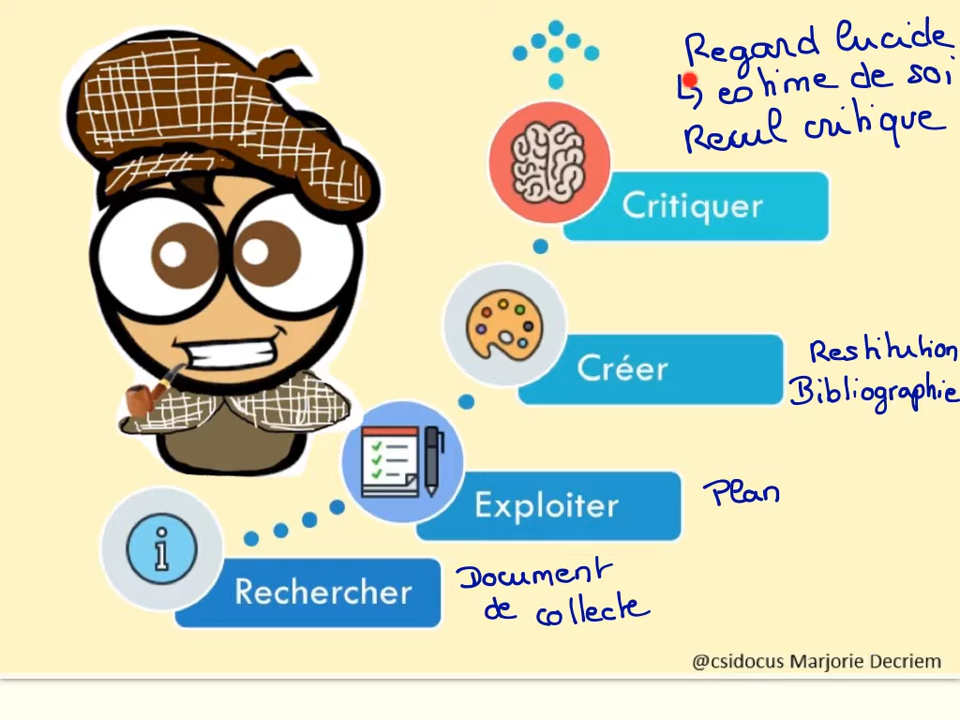 Regard lucide
↳ estime de soi
Recul critique
Critiquer
Créer
Restitution
Bibliographie
Exploiter
Plan
i
Rechercher
Document
de collecte
@csidocus Marjorie Decriem